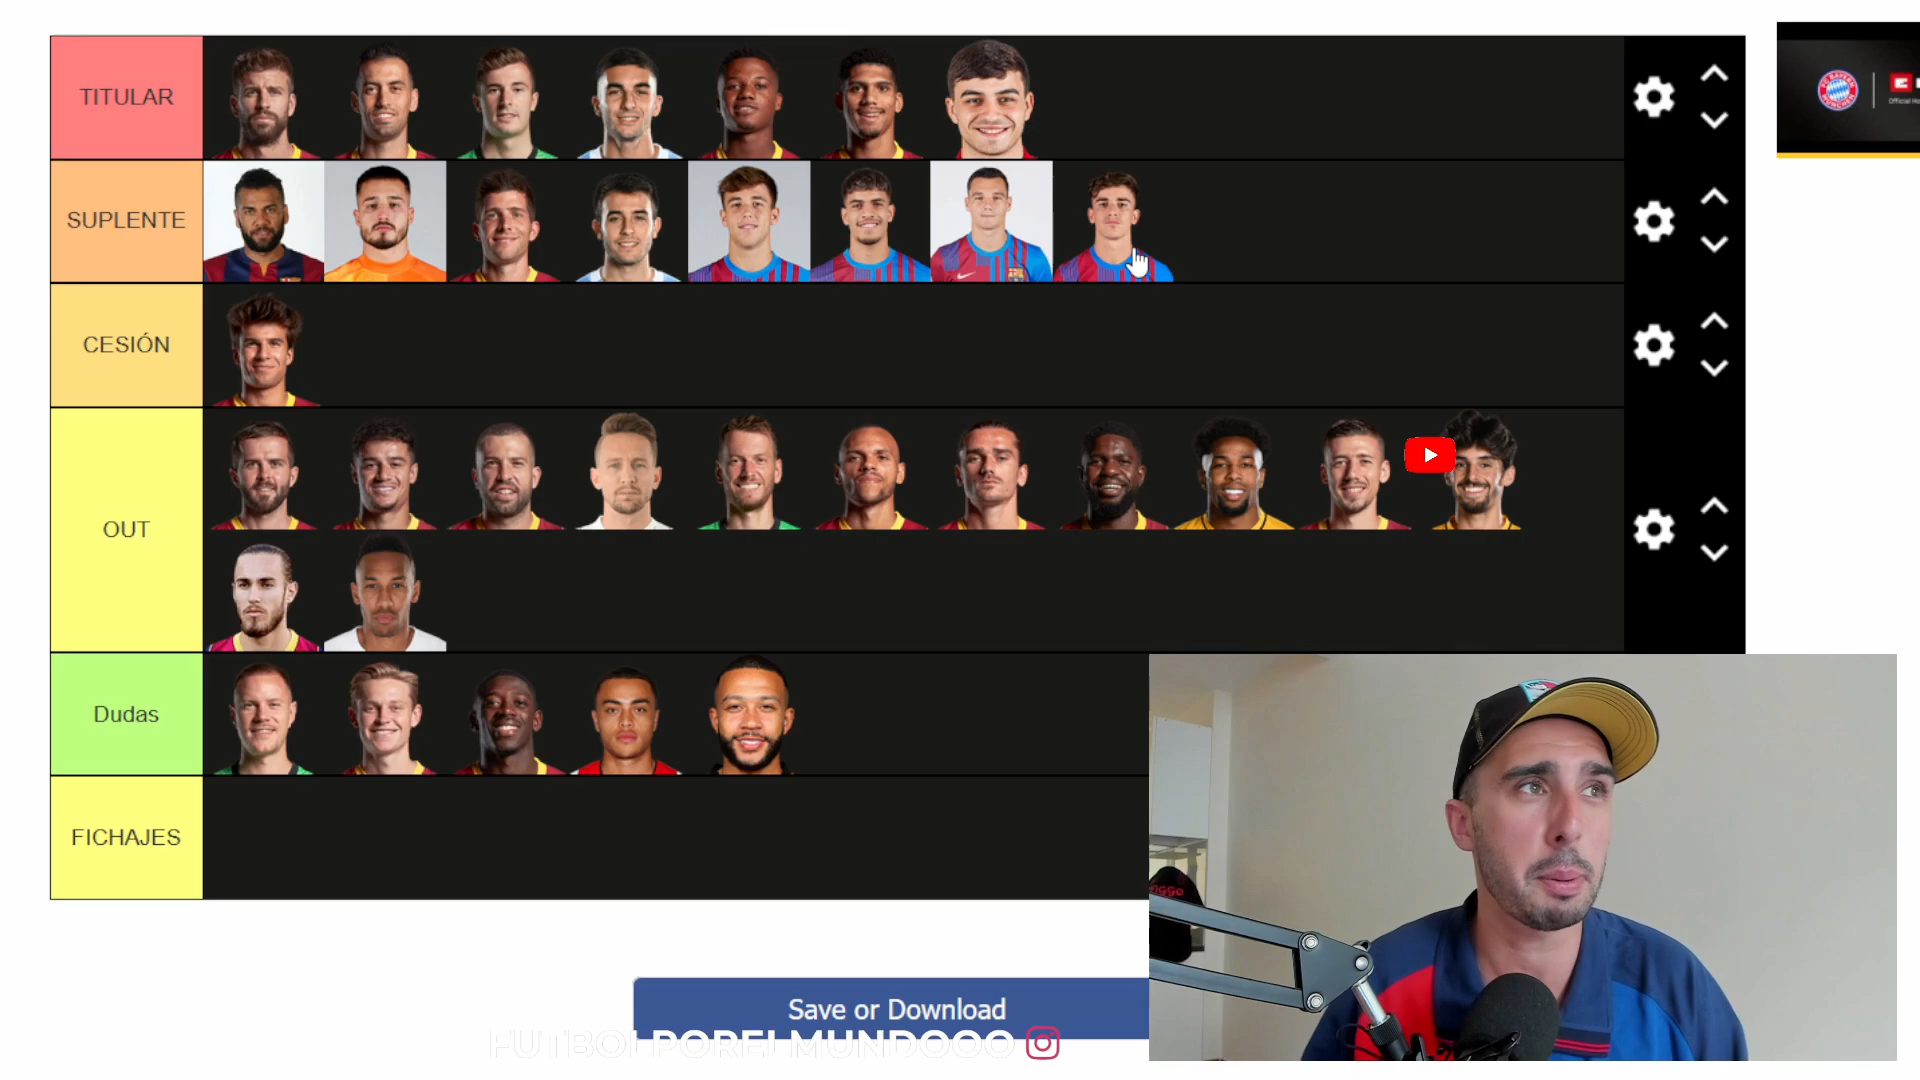 TITULAR
SUPLENTE
CESIÓN
OUT
Dudas
FICHAJES
Save or Download
FUTBOLPORELMUNDOOO